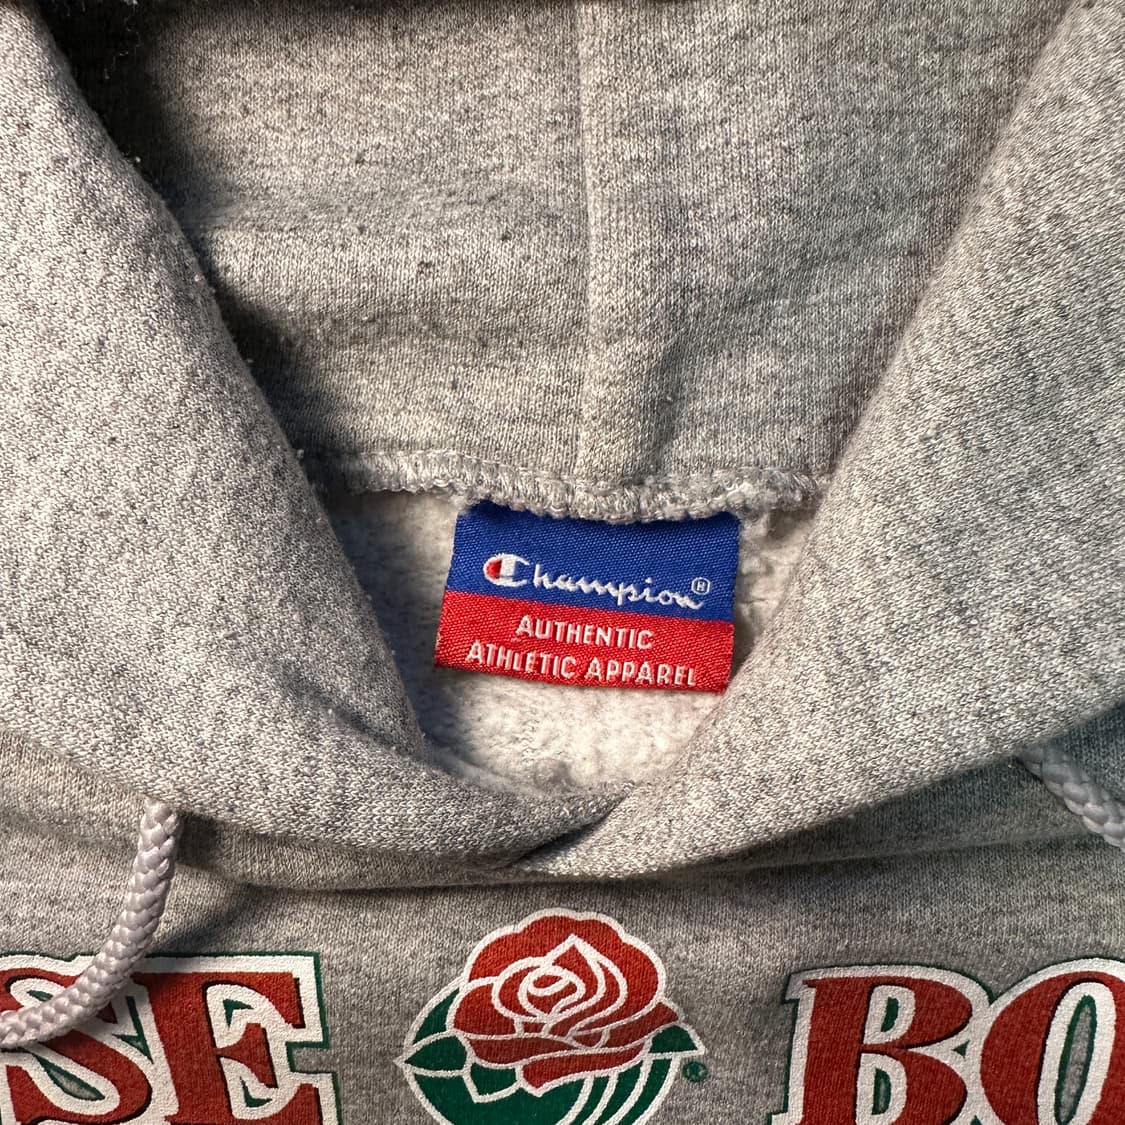 Champion®
AUTHENTIC
ATHLETIC APPAREL
SE BO
®